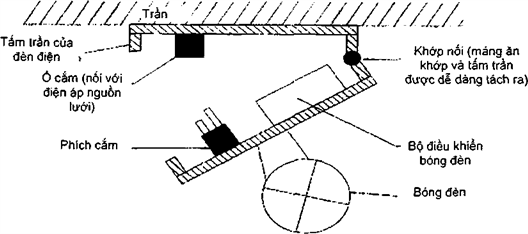 Trần
Tấm trần của
đèn điện
Ổ cắm (nối với
điện áp nguồn
lưới)
Khớp nối (máng ăn
khớp và tấm trần
được dễ dàng tách ra)
Phích cắm
Bộ điều khiển
bóng đèn
Bóng đèn